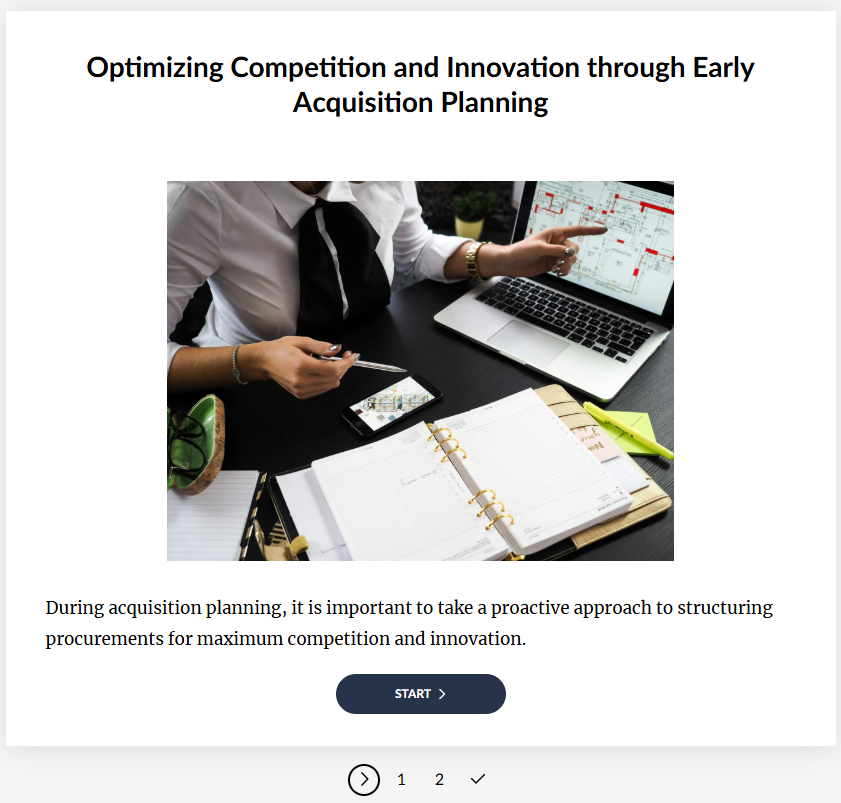 Optimizing Competition and Innovation through Early
Acquisition Planning
During acquisition planning, it is important to take a proactive approach to structuring
procurements for maximum competition and innovation.
START
1 2